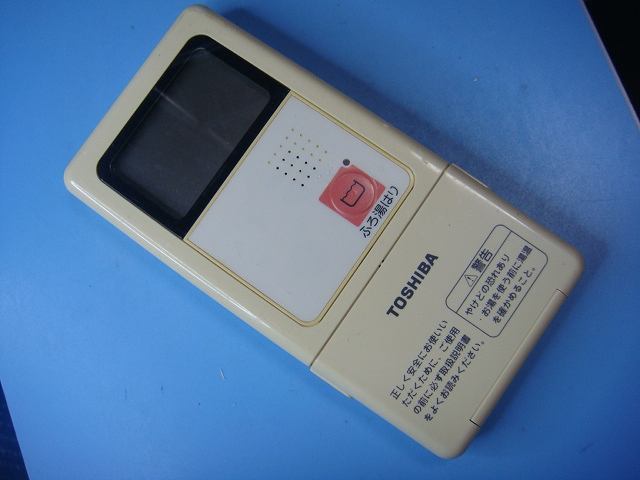 ふろ湯はり
TOSHIBA
⚠警告
やけどの恐れあり
・お湯を使う前に湯温
を確かめること。
正しく安全にお使いい
ただくために、ご使用
の前に必ず取扱説明書
をよくお読みください。